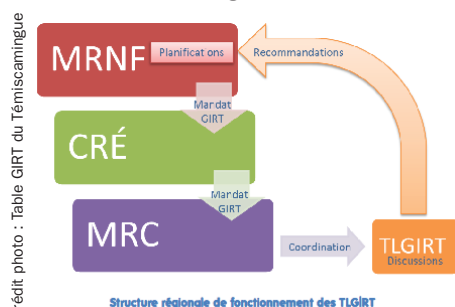 MRNF
Planifications
Recommandations
Mandat
GIRT
CRÉ
Mandat
GIRT
MRC
Coordination
TLGIRT
Discussions
Structure régionale de fonctionnement des TLGIRT
rédit photo : Table GIRT du Témiscamingue